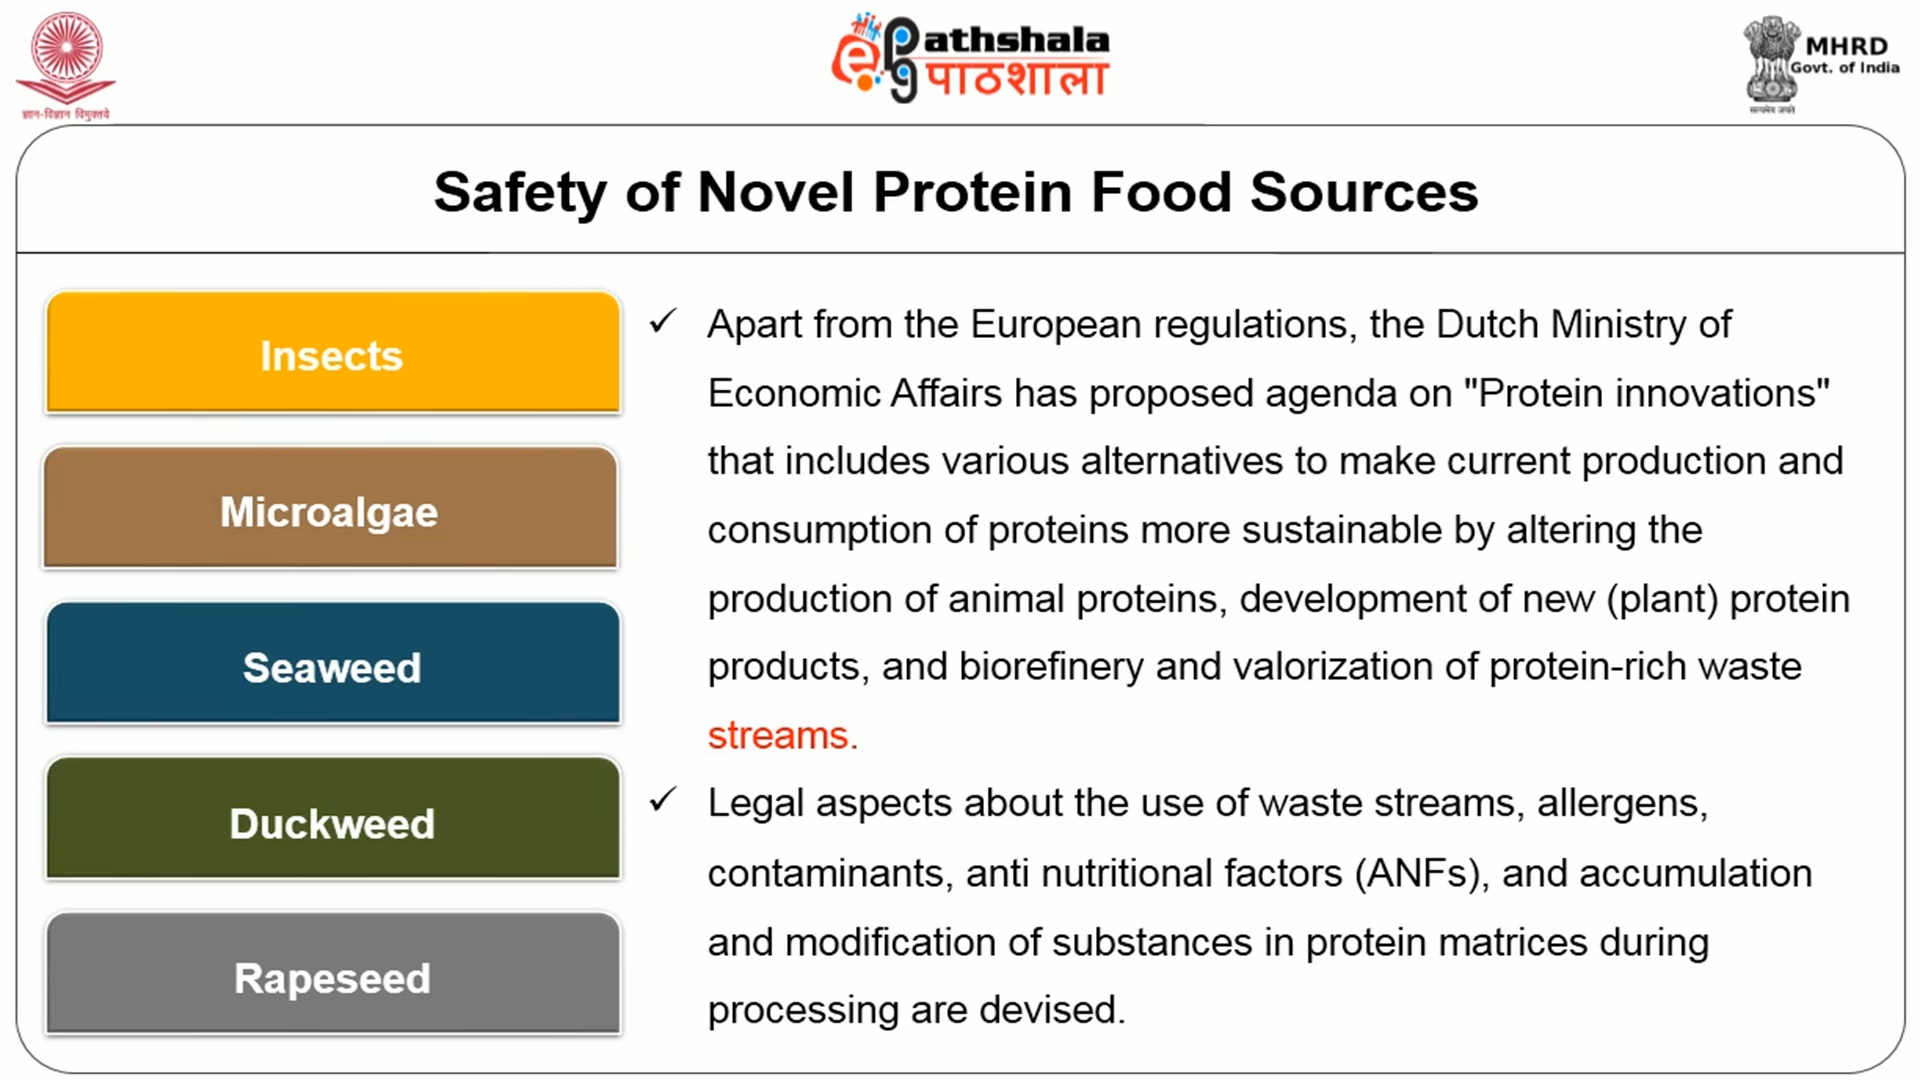 ज्ञान-विज्ञान विमुक्तये
e
pg
Pathshala
पाठशाला
MHRD
Govt. of India
सत्यमेव जयते
Safety of Novel Protein Food Sources
Insects
Microalgae
Seaweed
Duckweed
Rapeseed
✓ Apart from the European regulations, the Dutch Ministry of
Economic Affairs has proposed agenda on "Protein innovations"
that includes various alternatives to make current production and
consumption of proteins more sustainable by altering the
production of animal proteins, development of new (plant) protein
products, and biorefinery and valorization of protein-rich waste
streams.
✓ Legal aspects about the use of waste streams, allergens,
contaminants, anti nutritional factors (ANFs), and accumulation
and modification of substances in protein matrices during
processing are devised.